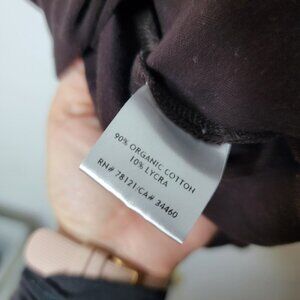 90% ORGANIC COTTON
10% LYCRA
RN# 78121/CA# 34460